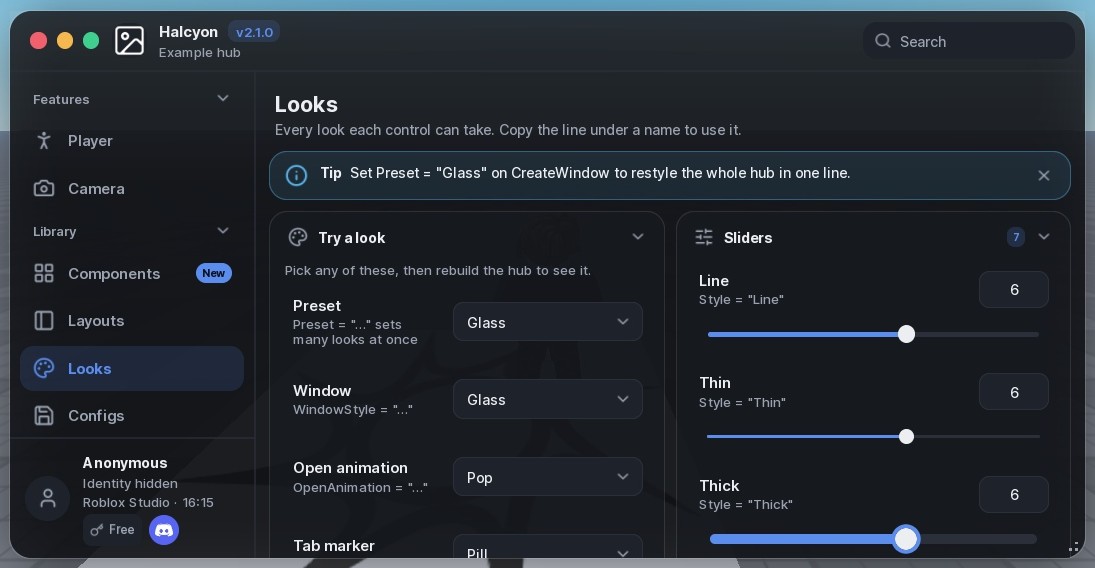 Halcyon v2.1.0
Example hub
Search
Features
Player
Camera
Library
Components New
Layouts
Looks
Configs
Anonymous
Identity hidden
Roblox Studio · 16:15
Free
Looks
Every look each control can take. Copy the line under a name to use it.
Tip Set Preset = "Glass" on CreateWindow to restyle the whole hub in one line.
Try a look
Pick any of these, then rebuild the hub to see it.
Preset
Preset = "..." sets
many looks at once
Glass
Window
WindowStyle = "..."
Glass
Open animation
OpenAnimation = "..."
Pop
Tab marker
Pill
Sliders 7
Line
Style = "Line"
6
Thin
Style = "Thin"
6
Thick
Style = "Thick"
6